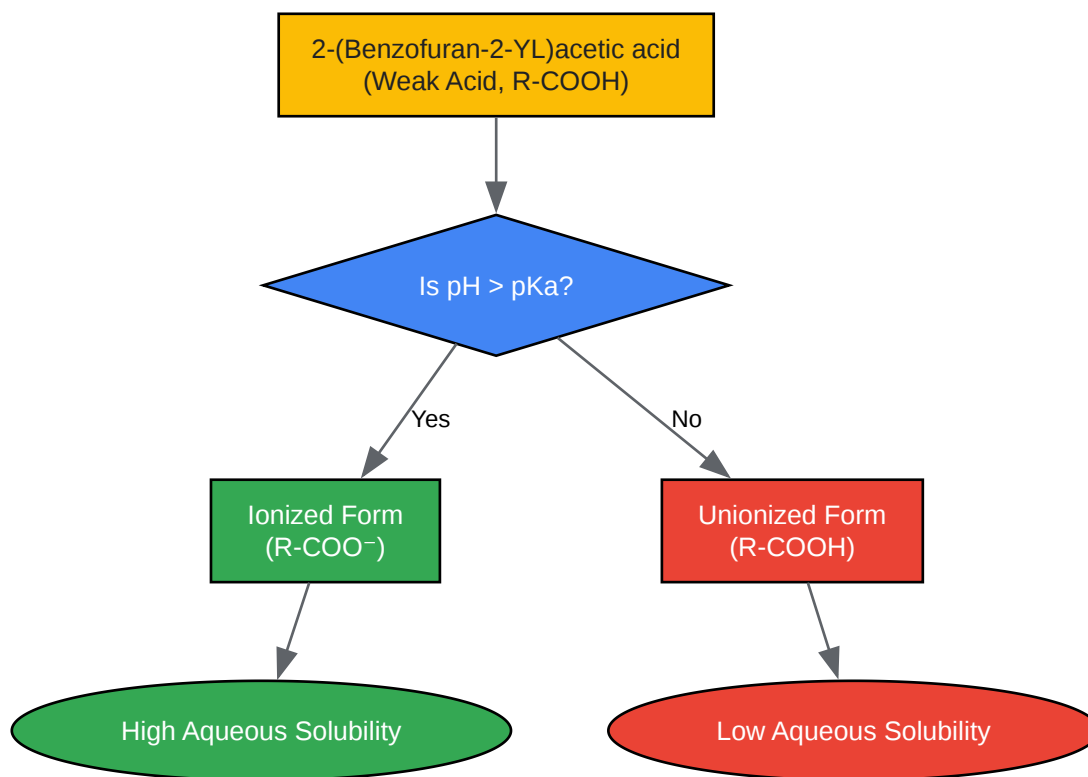 2-(Benzofuran-2-YL)acetic acid
(Weak Acid, R-COOH)
Is pH > pKa?
Yes
No
Ionized Form
(R-COO⁻)
Unionized Form
(R-COOH)
High Aqueous Solubility
Low Aqueous Solubility